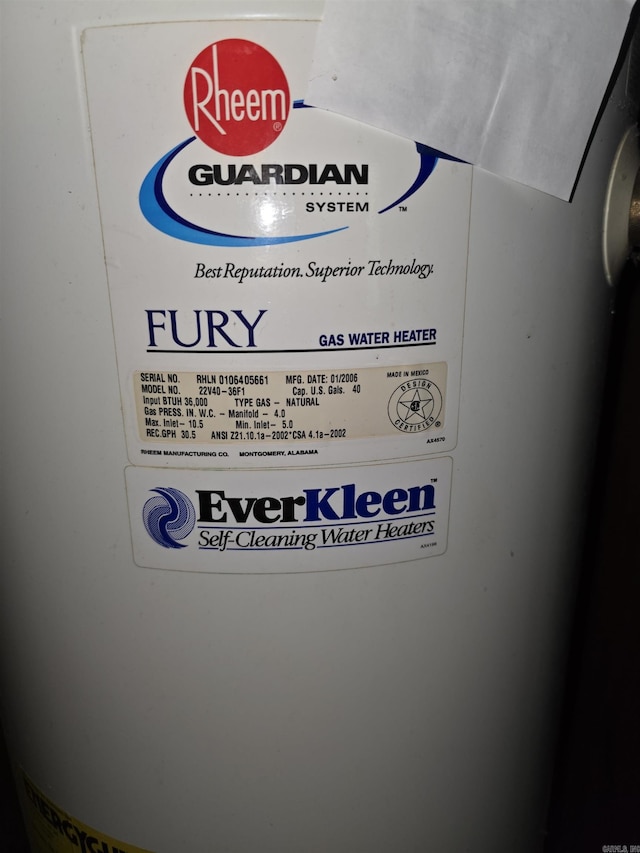 Rheem
®
GUARDIAN
SYSTEM
TM
Best Reputation. Superior Technology.
FURY GAS WATER HEATER
SERIAL NO. RHLN 0106405661 MFG. DATE: 01/2006
MODEL NO. 22V40-36F1 Cap. U.S. Gals. 40
Input BTUH 36,000 TYPE GAS - NATURAL
Gas PRESS. IN. W.C. - Manifold - 4.0
Max. Inlet- 10.5 Min. Inlet- 5.0
REC.GPH 30.5 ANSI Z21.10.1a-2002*CSA 4.1a-2002
MADE IN MEXICO
DESIGN
CERTIFIED
®
AX4570
RHEEM MANUFACTURING CO. MONTGOMERY, ALABAMA
EverKleen™
Self-Cleaning Water Heaters